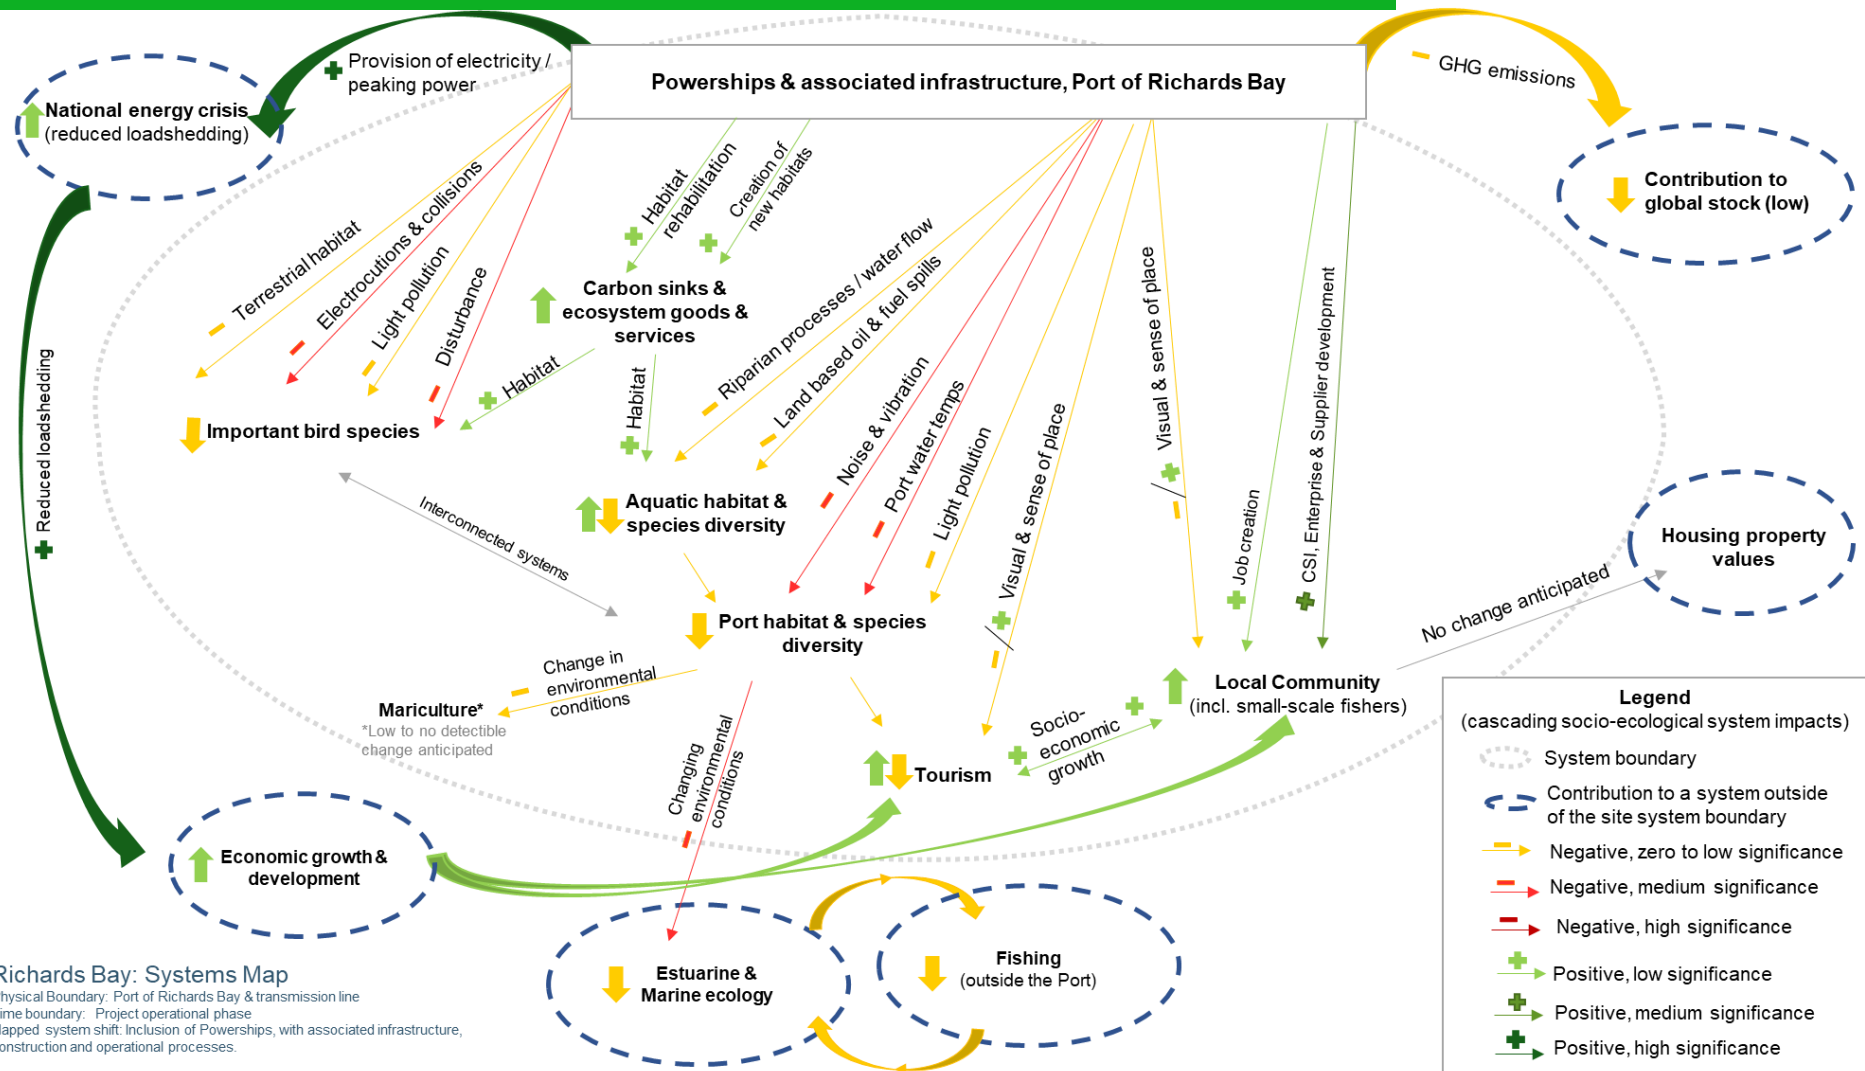 Powerships & associated infrastructure, Port of Richards Bay
Provision of electricity /
peaking power
GHG emissions
National energy crisis
(reduced loadshedding)
Contribution to
global stock (low)
Terrestrial habitat
Electrocutions & collisions
Light pollution
Disturbance
Habitat
rehabilitation
Creation of
new habitats
Carbon sinks &
ecosystem goods &
services
Riparian processes / water flow
Land based oil & fuel spills
Noise & vibration
Port water temps
Light pollution
Visual & sense of place
Visual & sense of place
Job creation
CSI, Enterprise & Supplier development
Habitat
Habitat
Reduced loadshedding
Important bird species
Interconnected systems
Aquatic habitat &
species diversity
Housing property
values
No change anticipated
Port habitat & species
diversity
Change in
environmental
conditions
Mariculture*
*Low to no detectible
change anticipated
Changing
environmental
conditions
Socio-
economic
growth
Local Community
(incl. small-scale fishers)
Tourism
Economic growth &
development
Estuarine &
Marine ecology
Fishing
(outside the Port)
Legend
(cascading socio-ecological system impacts)
System boundary
Contribution to a system outside
of the site system boundary
Negative, zero to low significance
Negative, medium significance
Negative, high significance
Positive, low significance
Positive, medium significance
Positive, high significance
Richards Bay: Systems Map
hysical Boundary: Port of Richards Bay & transmission line
ime boundary: Project operational phase
apped system shift: Inclusion of Powerships, with associated infrastructure,
onstruction and operational processes.